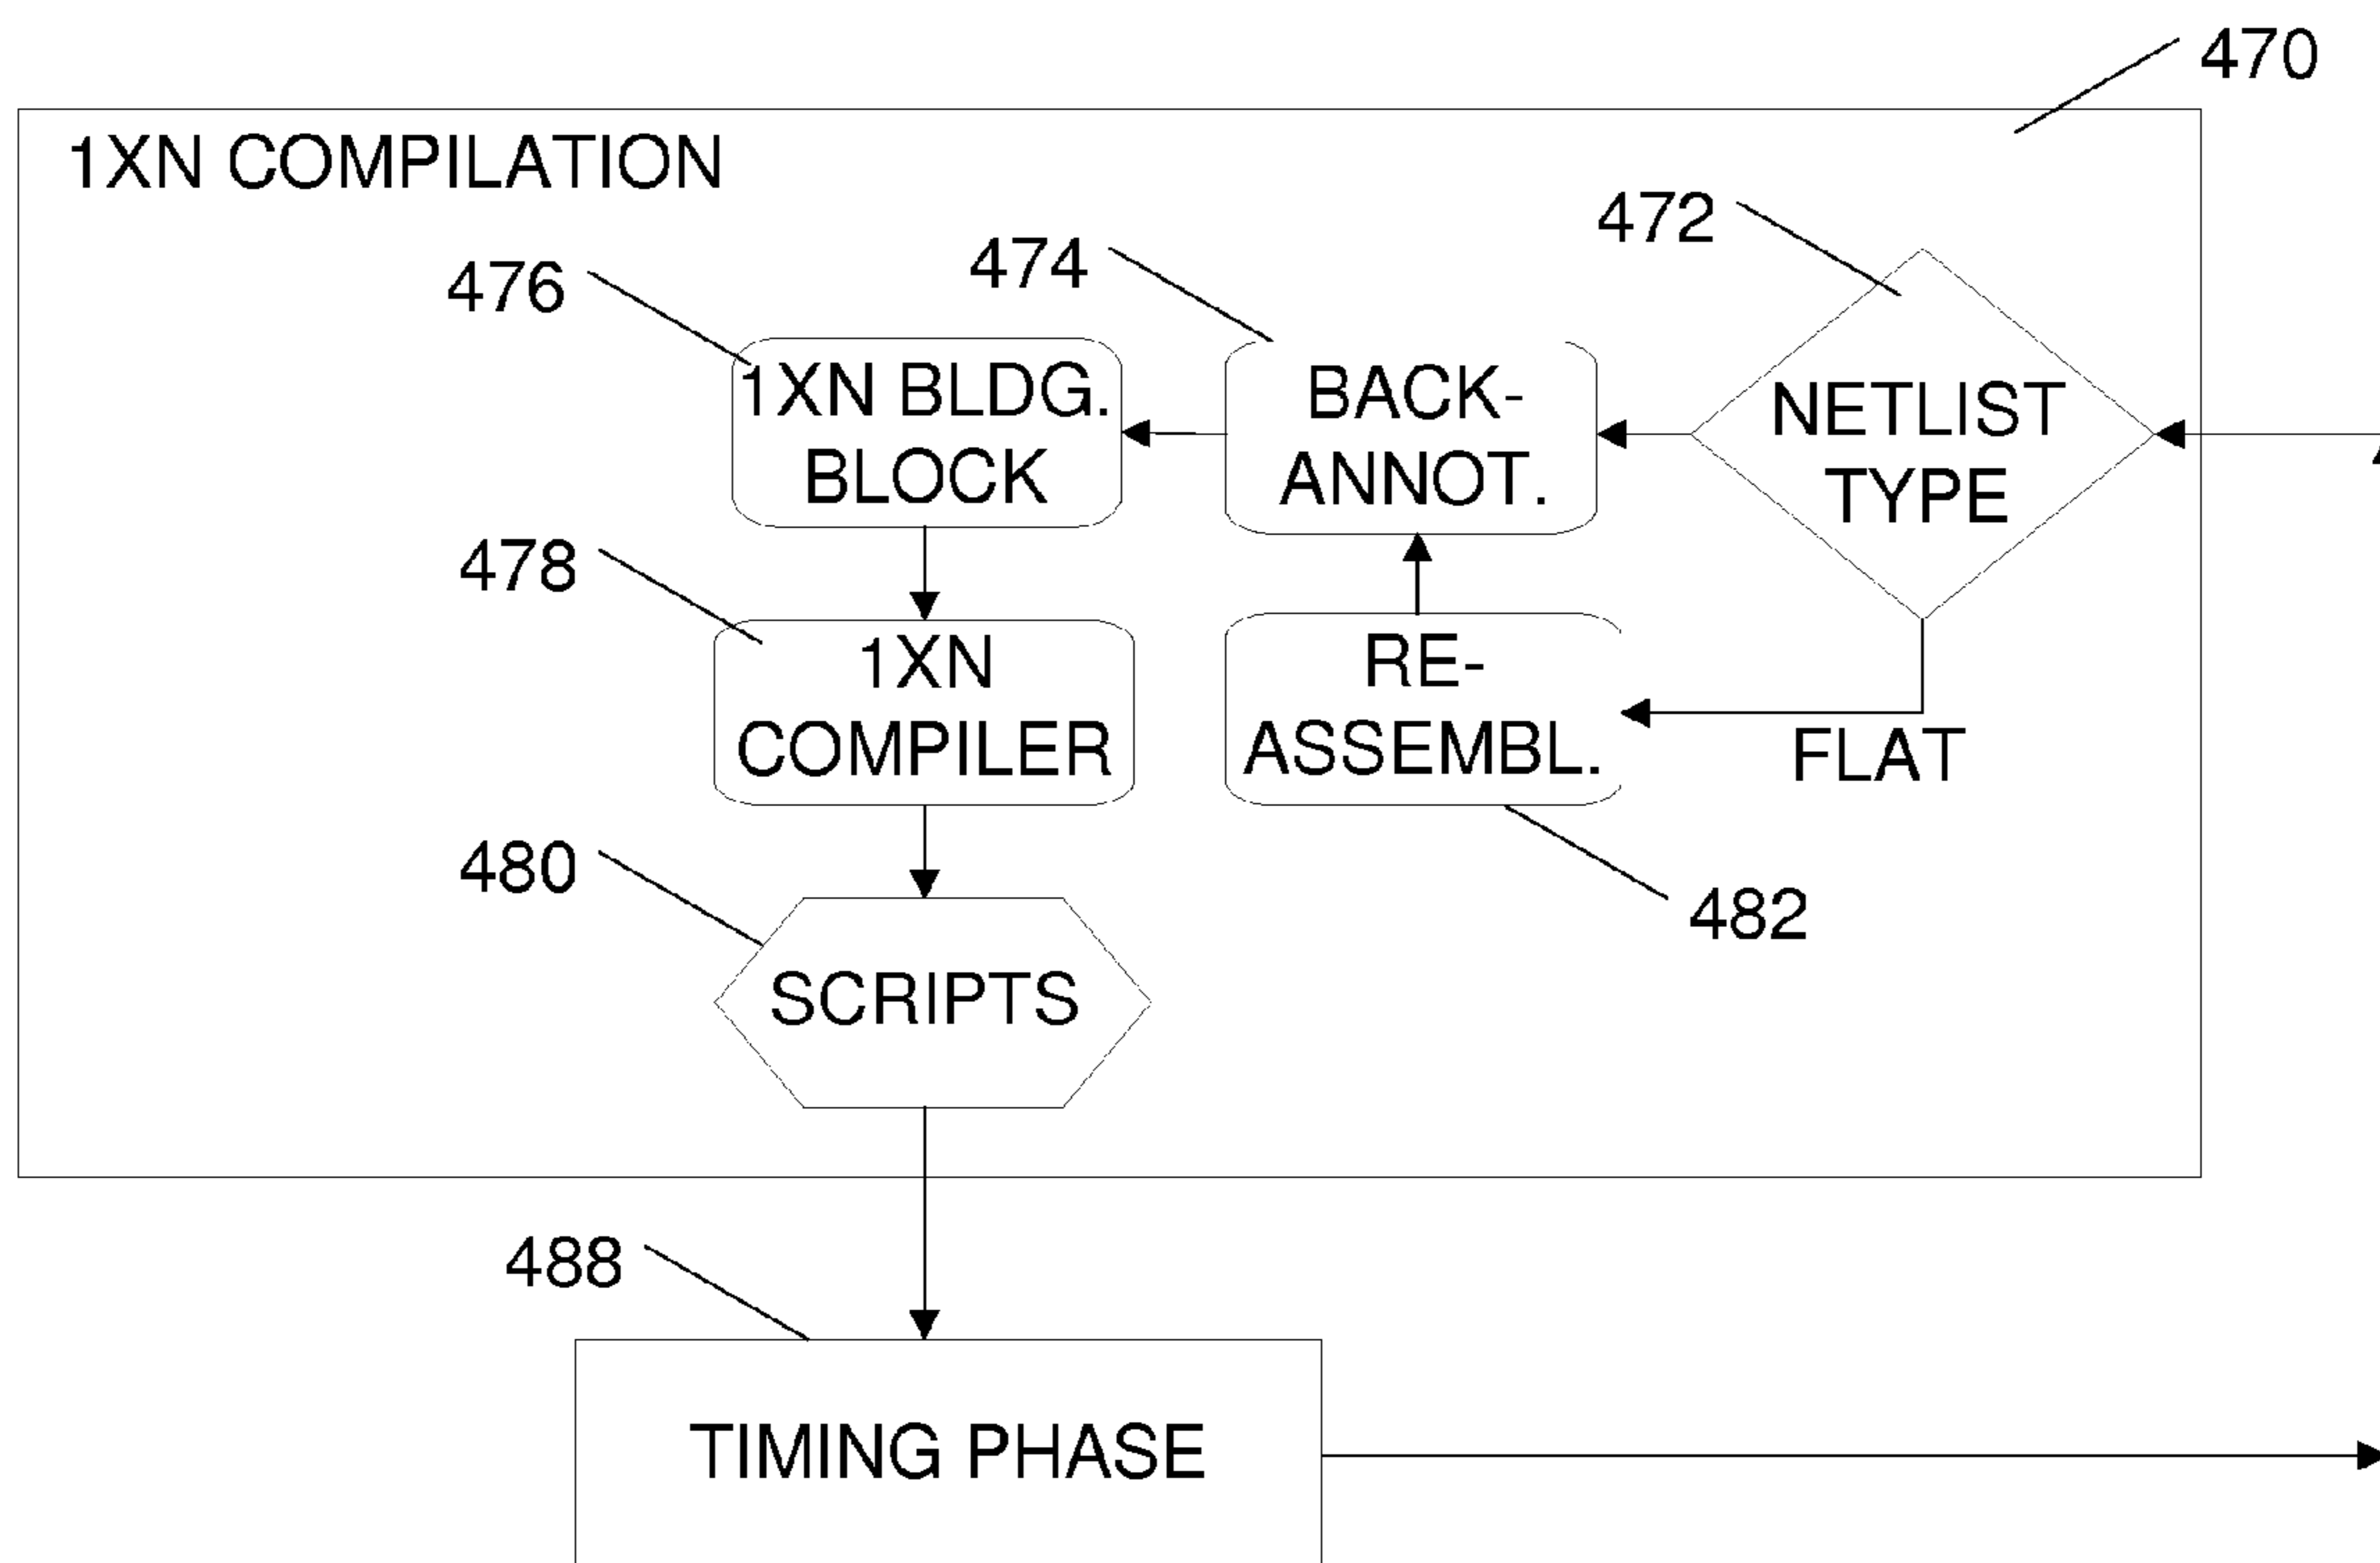 470
1XN COMPILATION
472
474
476
1XN BLDG.
BLOCK
BACK-
ANNOT.
NETLIST
TYPE
478
1XN
COMPILER
RE-
ASSEMBL.
FLAT
480
482
SCRIPTS
488
TIMING PHASE